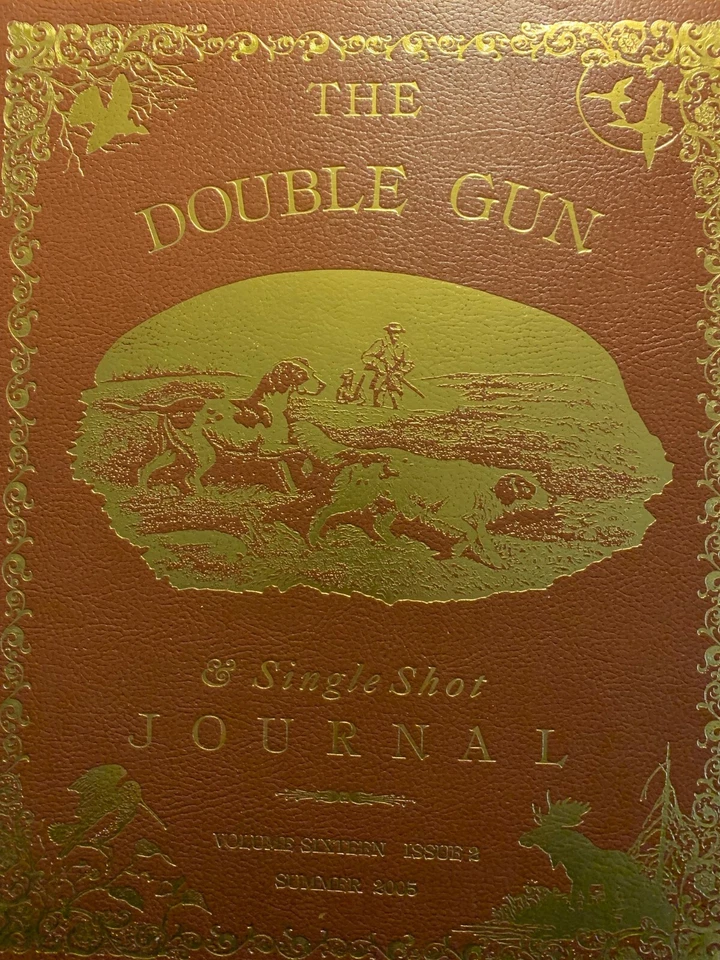 THE
DOUBLE GUN
& Single Shot
JOURNAL
VOLUME SIXTEEN ISSUE 2
SUMMER 2005